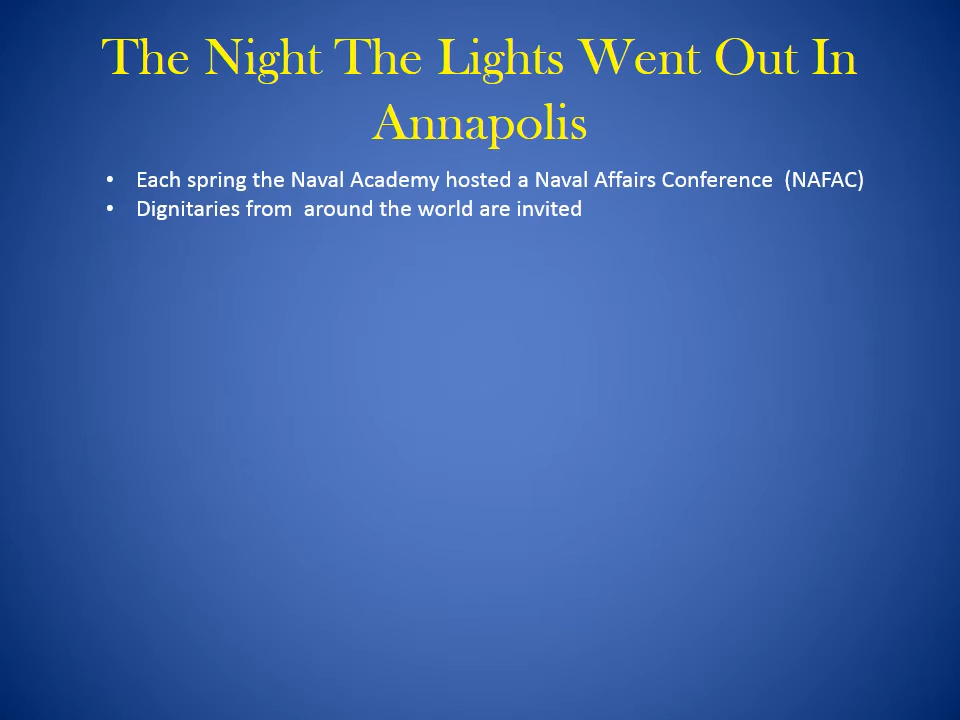 The Night The Lights Went Out In
Annapolis
• Each spring the Naval Academy hosted a Naval Affairs Conference  (NAFAC)
• Dignitaries from  around the world are invited